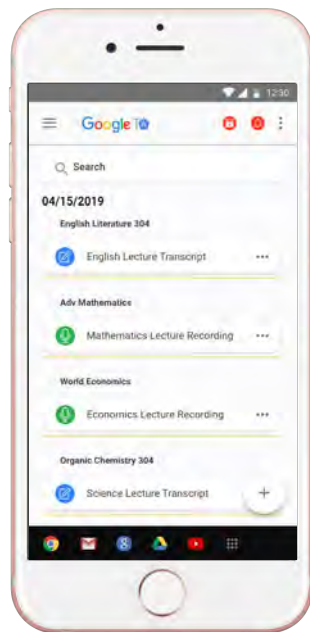 12:30
Google TA
Search
04/15/2019
English Literature 304
English Lecture Transcript
Adv Mathematics
Mathematics Lecture Recording
World Economics
Economics Lecture Recording
Organic Chemistry 304
Science Lecture Transcript